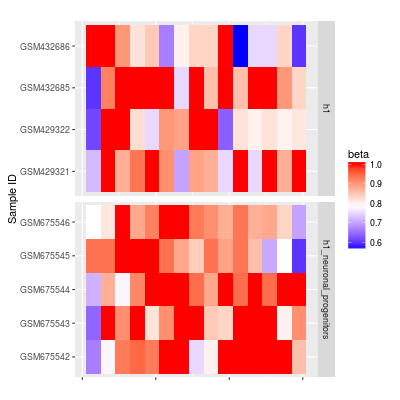 GSM432686
GSM432685
GSM429322
GSM429321
h1
GSM675546
GSM675545
GSM675544
GSM675543
GSM675542
h1_neuronal_progenitors
Sample ID
beta
1.0
0.9
0.8
0.7
0.6